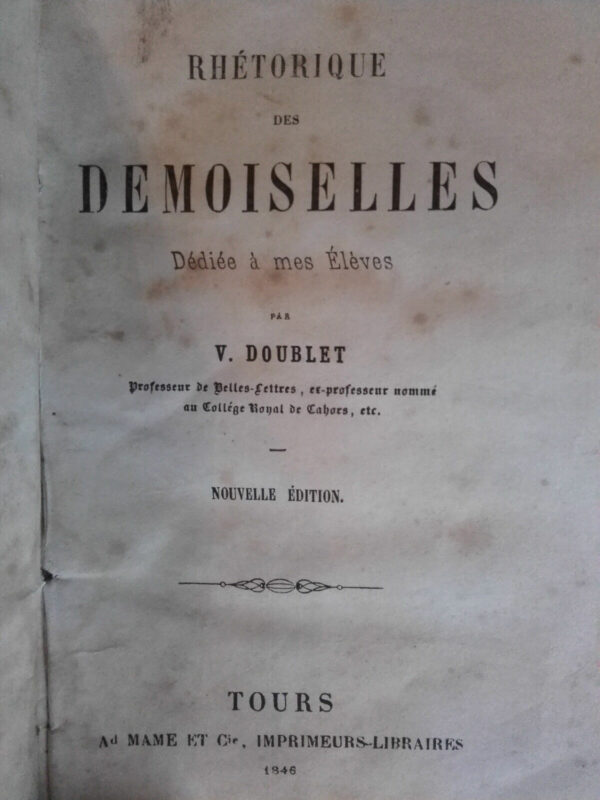 RHÉTORIQUE
DES
DEMOISELLES
Dédiée à mes Élèves
PAR
V. DOUBLET
Professeur de Belles-Lettres, ex-professeur nommé
au Collége Royal de Cahors, etc.
NOUVELLE ÉDITION.
TOURS
Ad MAME ET Cie, IMPRIMEURS-LIBRAIRES
1846